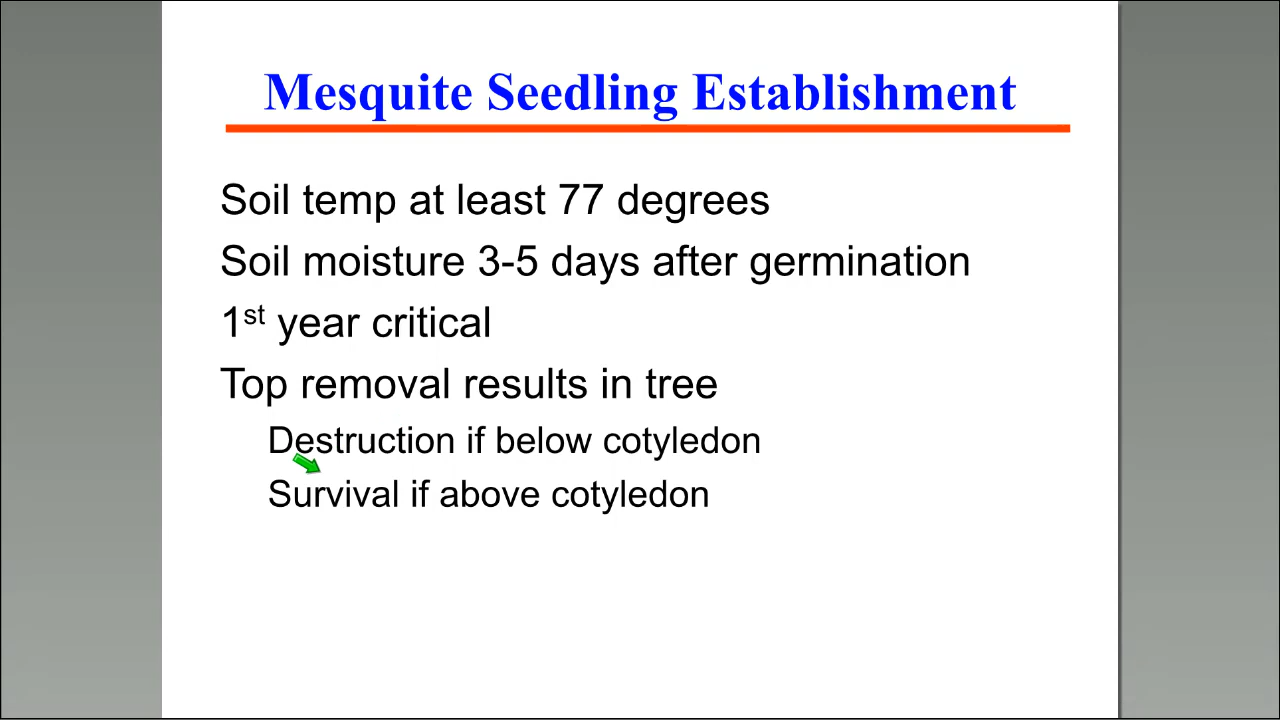 Mesquite Seedling Establishment
Soil temp at least 77 degrees
Soil moisture 3-5 days after germination
1st year critical
Top removal results in tree
Destruction if below cotyledon
Survival if above cotyledon